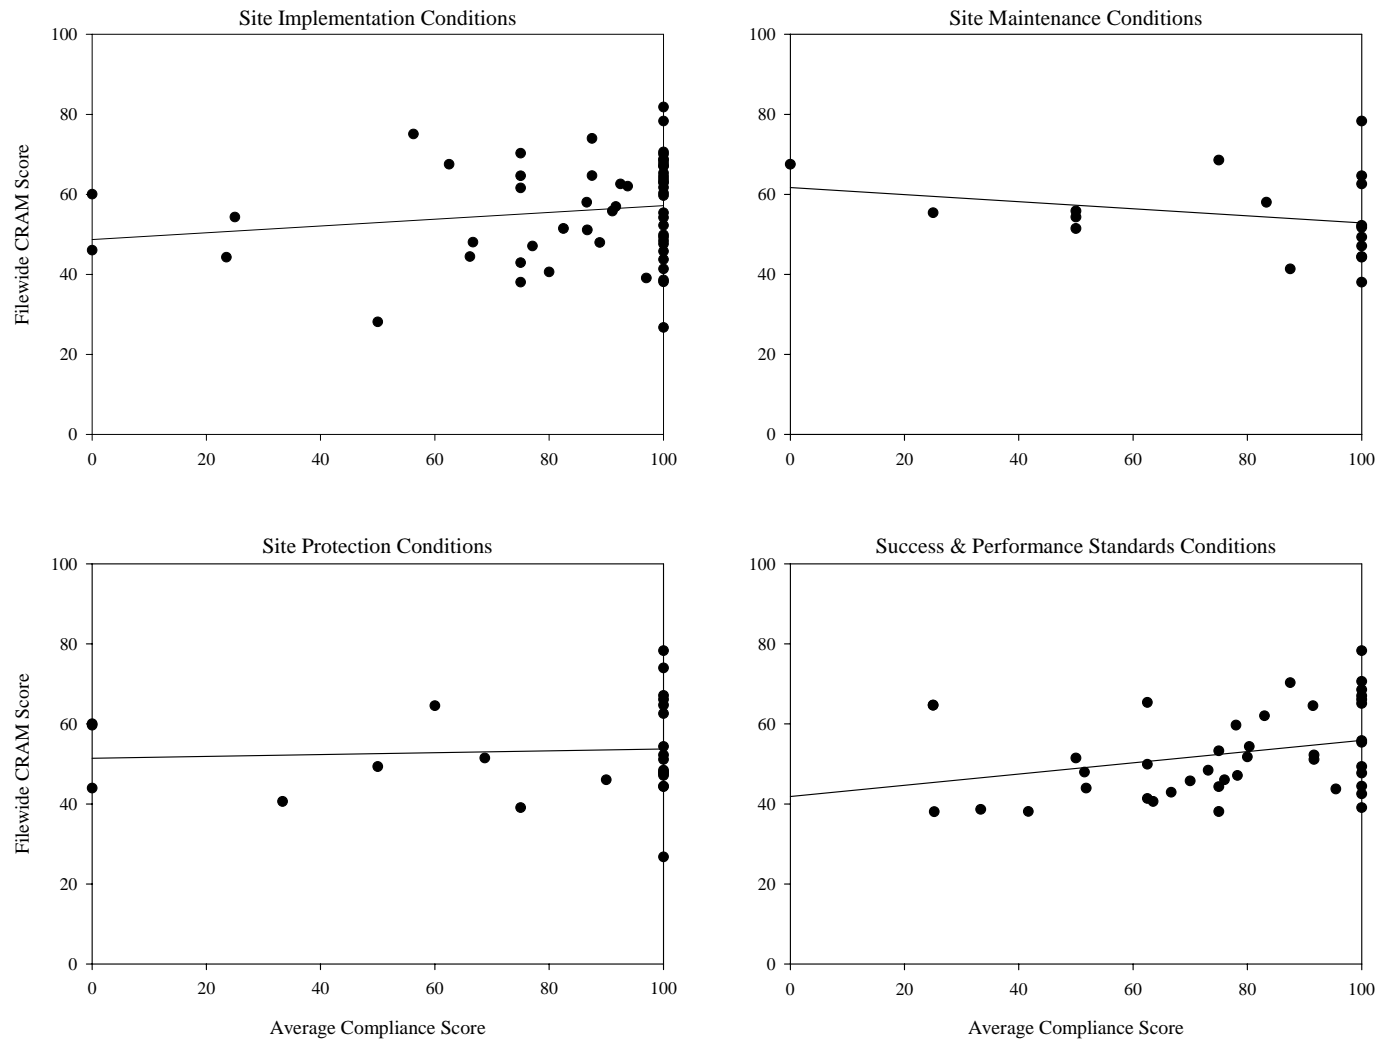 Site Implementation Conditions
Filewide CRAM Score
100
80
60
40
20
0
0 20 40 60 80 100
Site Maintenance Conditions
100
80
60
40
20
0
0 20 40 60 80 100
Site Protection Conditions
Filewide CRAM Score
100
80
60
40
20
0
0 20 40 60 80 100
Average Compliance Score
Success & Performance Standards Conditions
100
80
60
40
20
0
0 20 40 60 80 100
Average Compliance Score